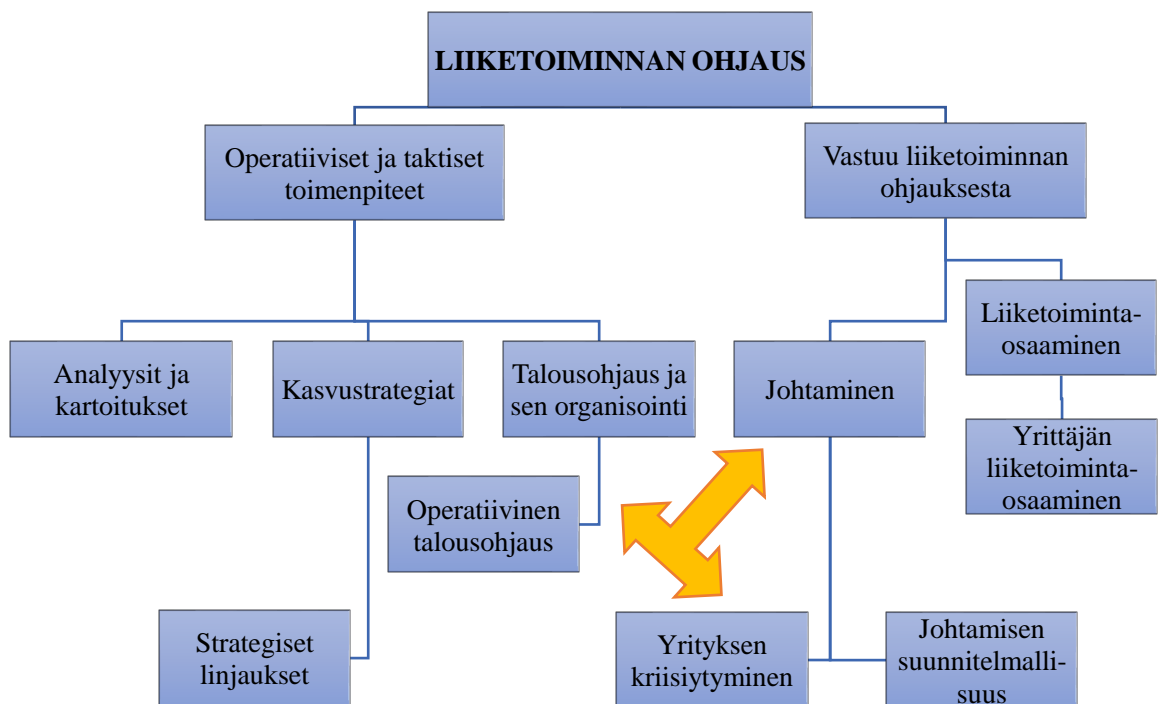 LIIKETOIMINNAN OHJAUS
Operatiiviset ja taktiset
toimenpiteet
Vastuu liiketoiminnan
ohjauksesta
Analyysit ja
kartoitukset
Kasvustrategiat
Talousohjaus ja
sen organisointi
Johtaminen
Liiketoiminta-
osaaminen
Yrittäjän
liiketoiminta-
osaaminen
Operatiivinen
talousohjaus
Strategiset
linjaukset
Yrityksen
kriisiytyminen
Johtamisen
suunnitelmalli-
suus